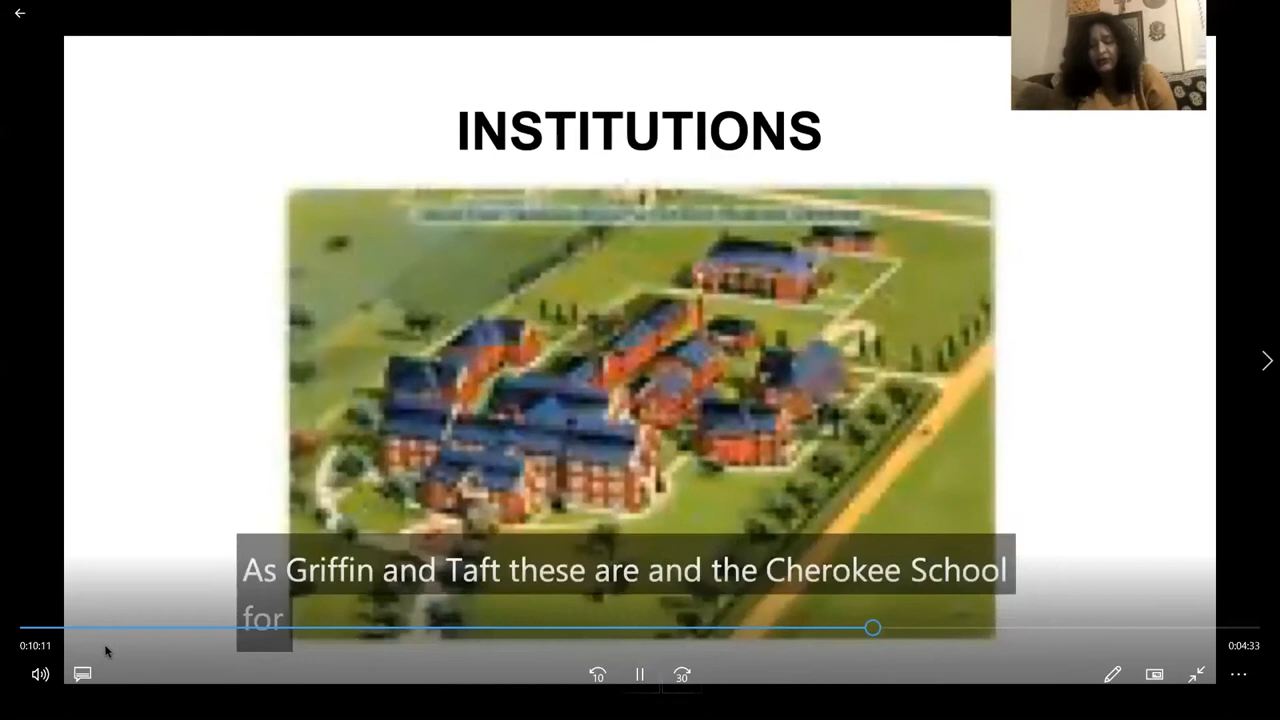 INSTITUTIONS
As Griffin and Taft these are and the Cherokee School
for
0:10:11
0:04:33
10
30